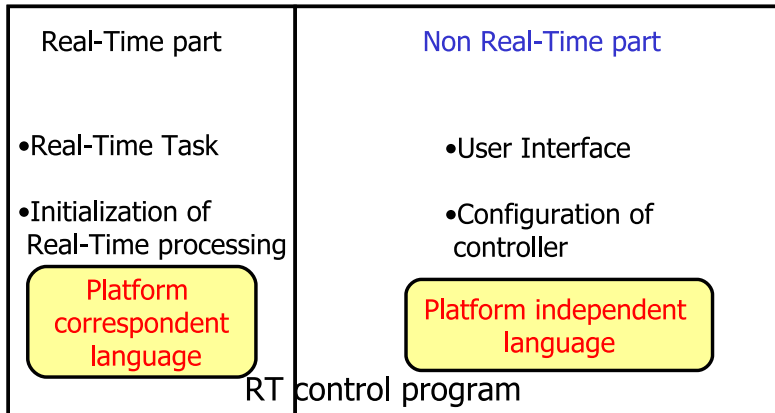 Real-Time part
•Real-Time Task
•Initialization of
Real-Time processing
Platform
correspondent
language
Non Real-Time part
•User Interface
•Configuration of
controller
Platform independent
language
RT control program